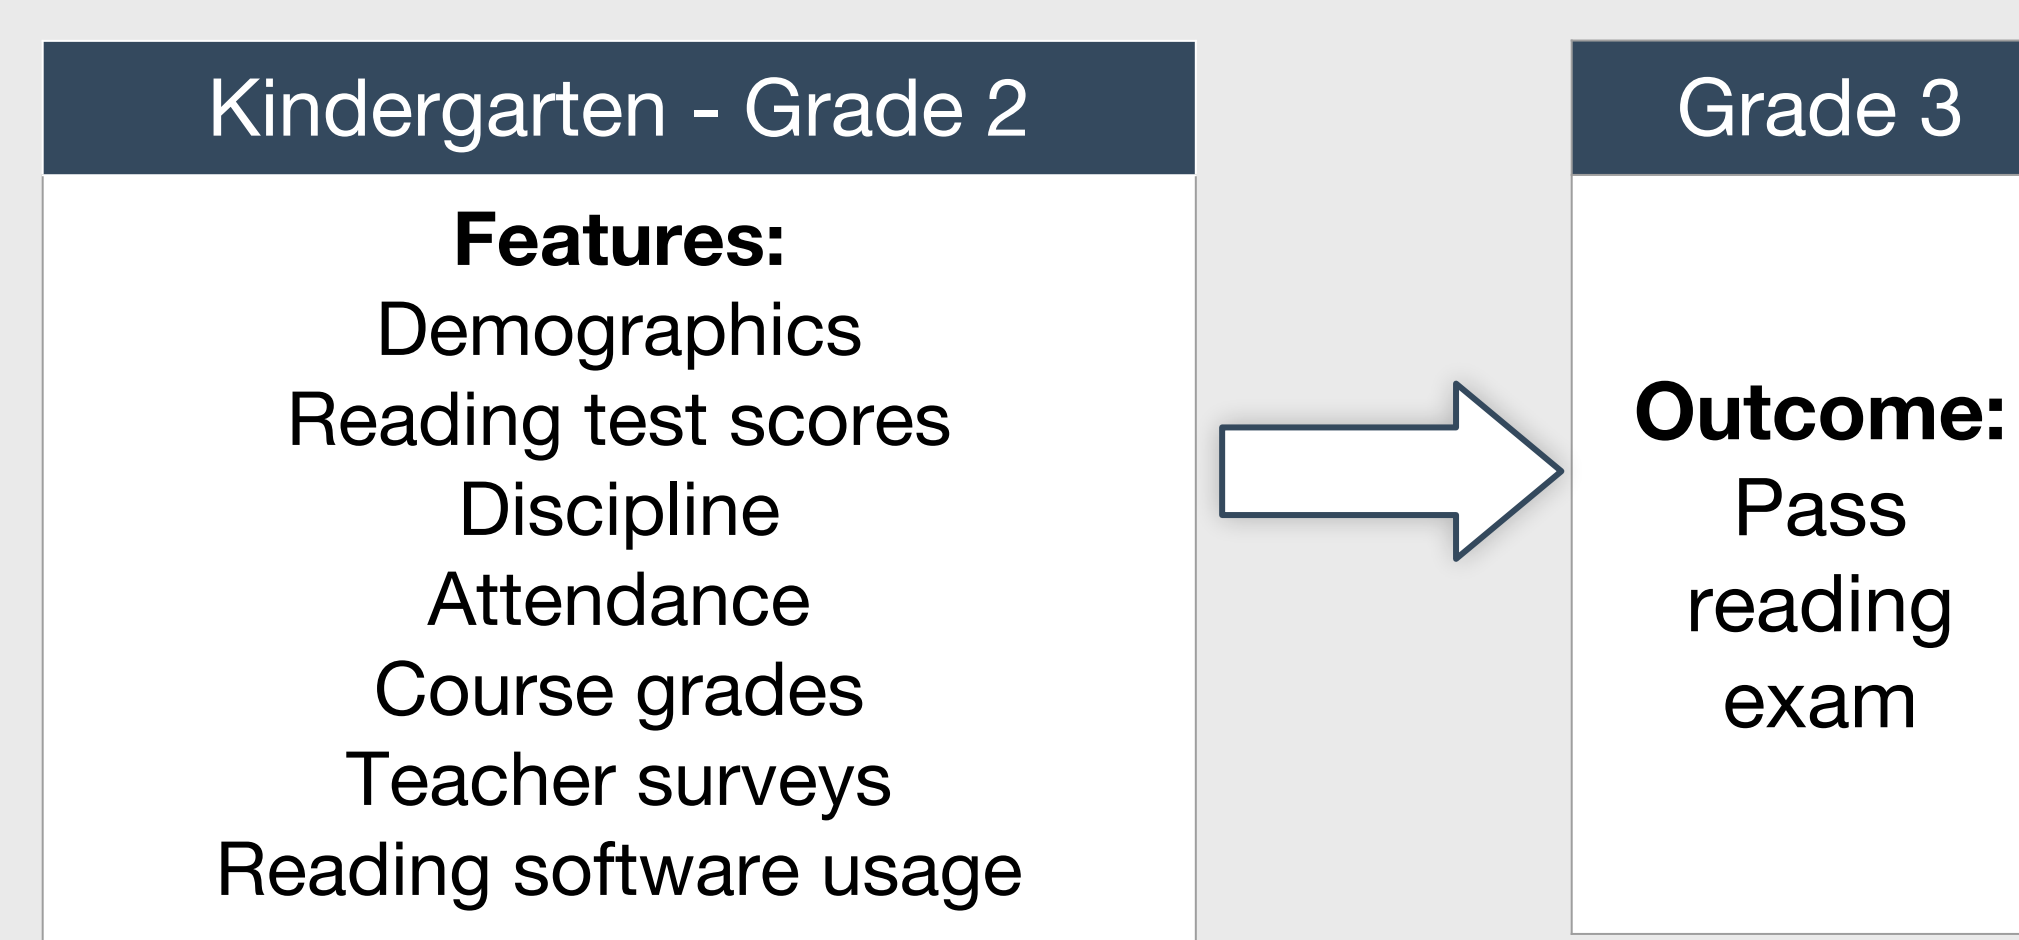 Kindergarten - Grade 2
Features:
Demographics
Reading test scores
Discipline
Attendance
Course grades
Teacher surveys
Reading software usage
Grade 3
Outcome:
Pass
reading
exam